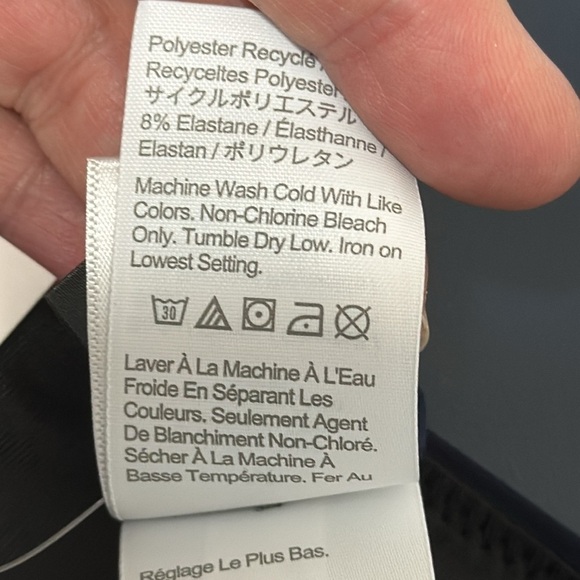 Polyester Recyclé
Recyceltes Polyester
サイクルポリエステル
8% Elastane / Élasthanne /
Elastan / ポリウレタン
Machine Wash Cold With Like
Colors. Non-Chlorine Bleach
Only. Tumble Dry Low. Iron on
Lowest Setting.
30
Laver À La Machine À L'Eau
Froide En Séparant Les
Couleurs. Seulement Agent
De Blanchiment Non-Chloré.
Sécher À La Machine À
Basse Température. Fer Au
Réglage Le Plus Bas.